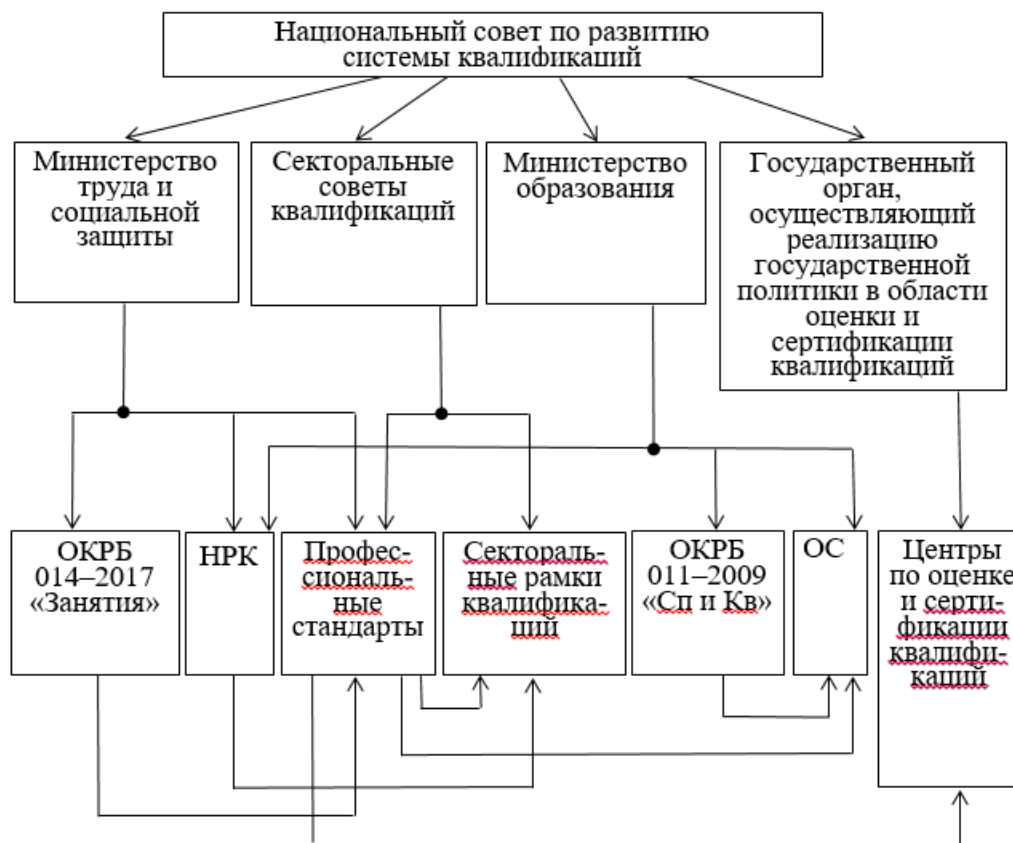 Национальный совет по развитию
системы квалификаций
Министерство
труда и
социальной
защиты
Секторальные
советы
квалификаций
Министерство
образования
Государственный
орган,
осуществляющий
реализацию
государственной
политики в области
оценки и
сертификации
квалификаций
ОКРБ
014–2017
«Занятия»
НРК
Профес-
сиональ-
ные
стандарты
Сектораль-
ные рамки
квалифика-
ций
ОКРБ
011–2009
«Сп и Кв»
ОС
Центры
по оценке
и серти-
фикации
квалифи-
каций